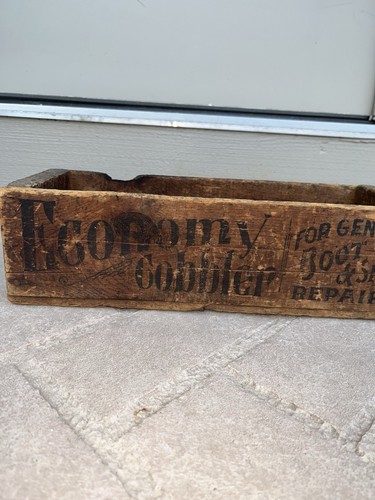 Economy
Cobbler
FOR GEN
Boot
& S
REPAIR